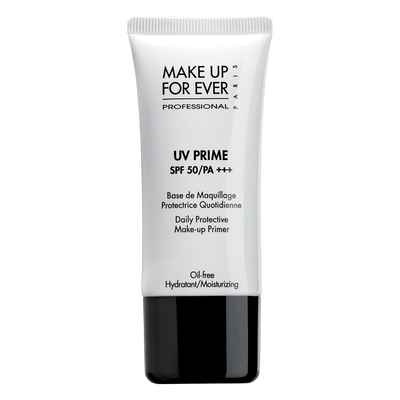 MAKE UP
FOR EVER
PROFESSIONAL
PARIS
UV PRIME
SPF 50/PA +++
Base de Maquillage
Protectrice Quotidienne
Daily Protective
Make-up Primer
Oil-free
Hydratant/Moisturizing